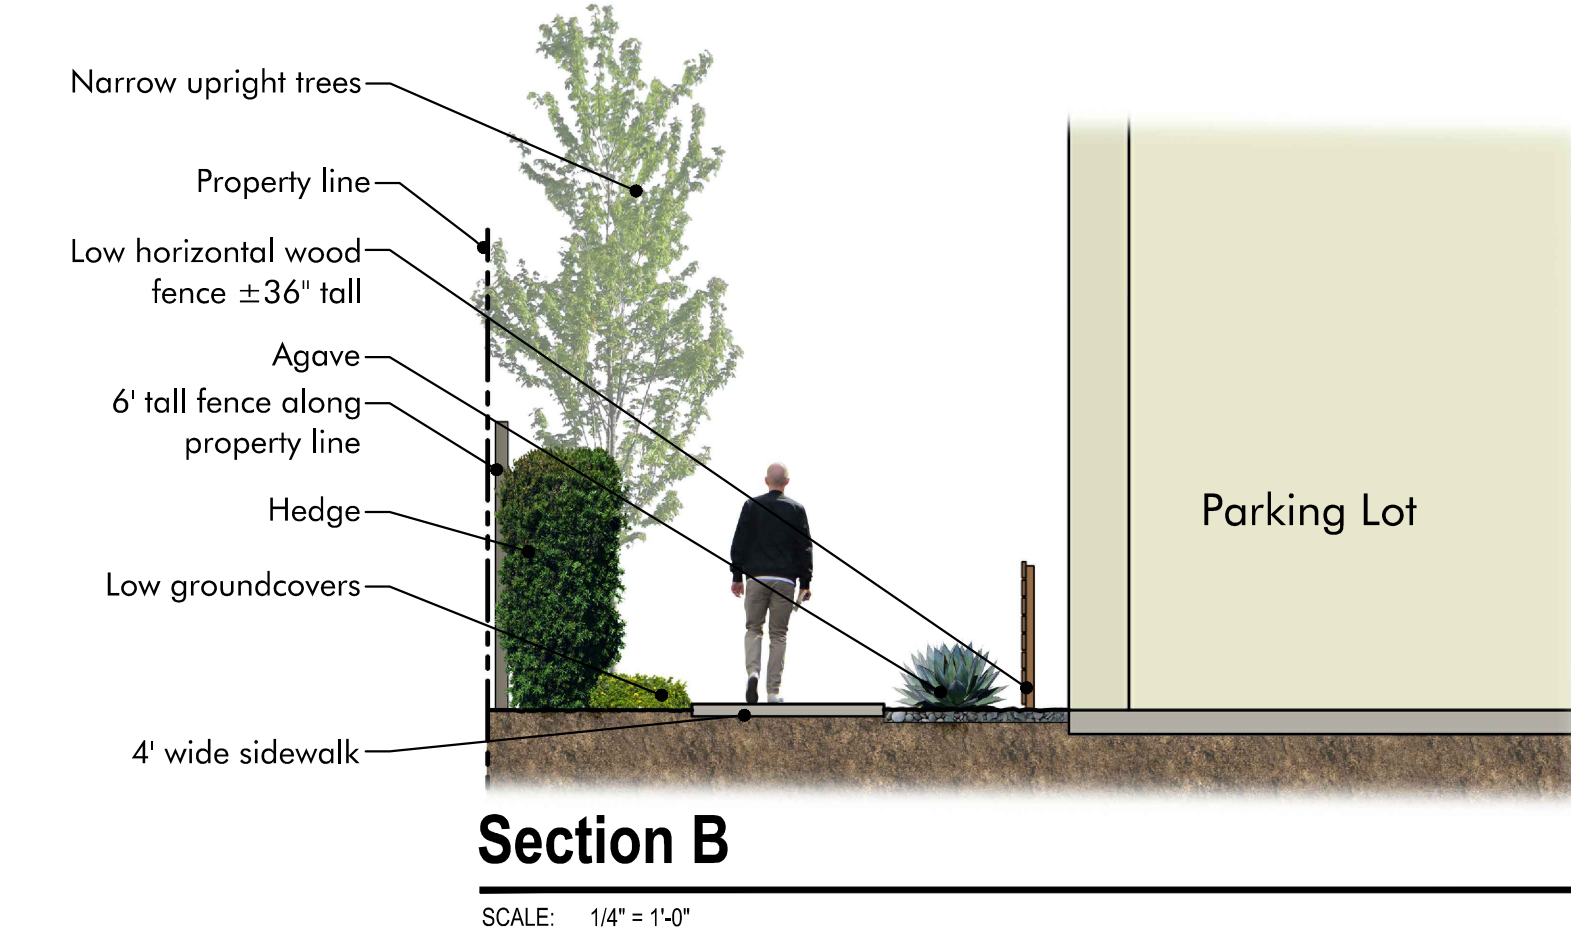 Narrow upright trees
Property line
Low horizontal wood
fence ±36" tall
Agave
6' tall fence along
property line
Hedge
Low groundcovers
4' wide sidewalk
Parking Lot
Section B
SCALE: 1/4" = 1'-0"